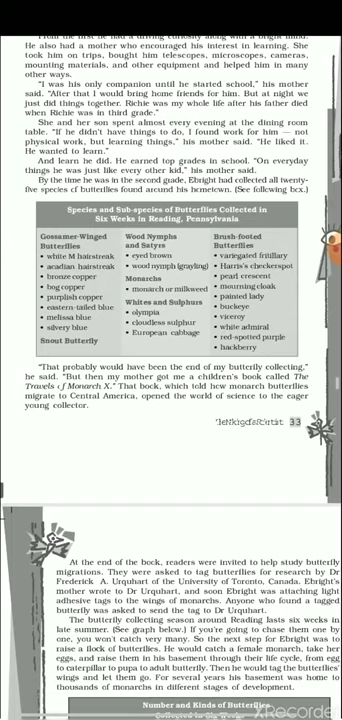 From the first he had a driving curiosity along with a bright mind.
He also had a mother who encouraged his interest in learning. She
took him on trips, bought him telescopes, microscopes, cameras,
mounting materials, and other equipment and helped him in many
other ways.
"I was his only companion until he started school," his mother
said. "After that I would bring home friends for him. But at night we
just did things together. Richie was my whole life after his father died
when Richie was in third grade."
She and her son spent almost every evening at the dining room
table. "If he didn't have things to do, I found work for him — not
physical work, but learning things," his mother said. "He liked it.
He wanted to learn."
And learn he did. He earned top grades in school. "On everyday
things he was just like every other kid," his mother said.
By the time he was in the second grade, Ebright had collected all twenty-
five species of butterflies found around his hometown. (See following box.)
Species and Sub-species of Butterflies Collected in
Six Weeks in Reading, Pennsylvania
Gossamer-Winged
Butterflies
• white M hairstreak
• acadian hairstreak
• bronze copper
• bog copper
• purplish copper
• eastern-tailed blue
• melissa blue
• silvery blue
Snout Butterfly
Wood Nymphs
and Satyrs
• eyed brown
• wood nymph (grayling)
Monarchs
• monarch or milkweed
Whites and Sulphurs
• olympia
• cloudless sulphur
• European cabbage
Brush-footed
Butterflies
• variegated fritillary
• Harris's checkerspot
• pearl crescent
• mourning cloak
• painted lady
• buckeye
• viceroy
• white admiral
• red-spotted purple
• hackberry
"That probably would have been the end of my butterfly collecting,"
he said. "But then my mother got me a children's book called The
Travels of Monarch X." That book, which told how monarch butterflies
migrate to Central America, opened the world of science to the eager
young collector.
33
At the end of the book, readers were invited to help study butterfly
migrations. They were asked to tag butterflies for research by Dr
Frederick A. Urquhart of the University of Toronto, Canada. Ebright's
mother wrote to Dr Urquhart, and soon Ebright was attaching light
adhesive tags to the wings of monarchs. Anyone who found a tagged
butterfly was asked to send the tag to Dr Urquhart.
The butterfly collecting season around Reading lasts six weeks in
late summer. (See graph below.) If you're going to chase them one by
one, you won't catch very many. So the next step for Ebright was to
raise a flock of butterflies. He would catch a female monarch, take her
eggs, and raise them in his basement through their life cycle, from egg
to caterpillar to pupa to adult butterfly. Then he would tag the butterflies'
wings and let them go. For several years his basement was home to
thousands of monarchs in different stages of development.
Number and Kinds of Butterflies
Collected in Six Weeks
XRecorder